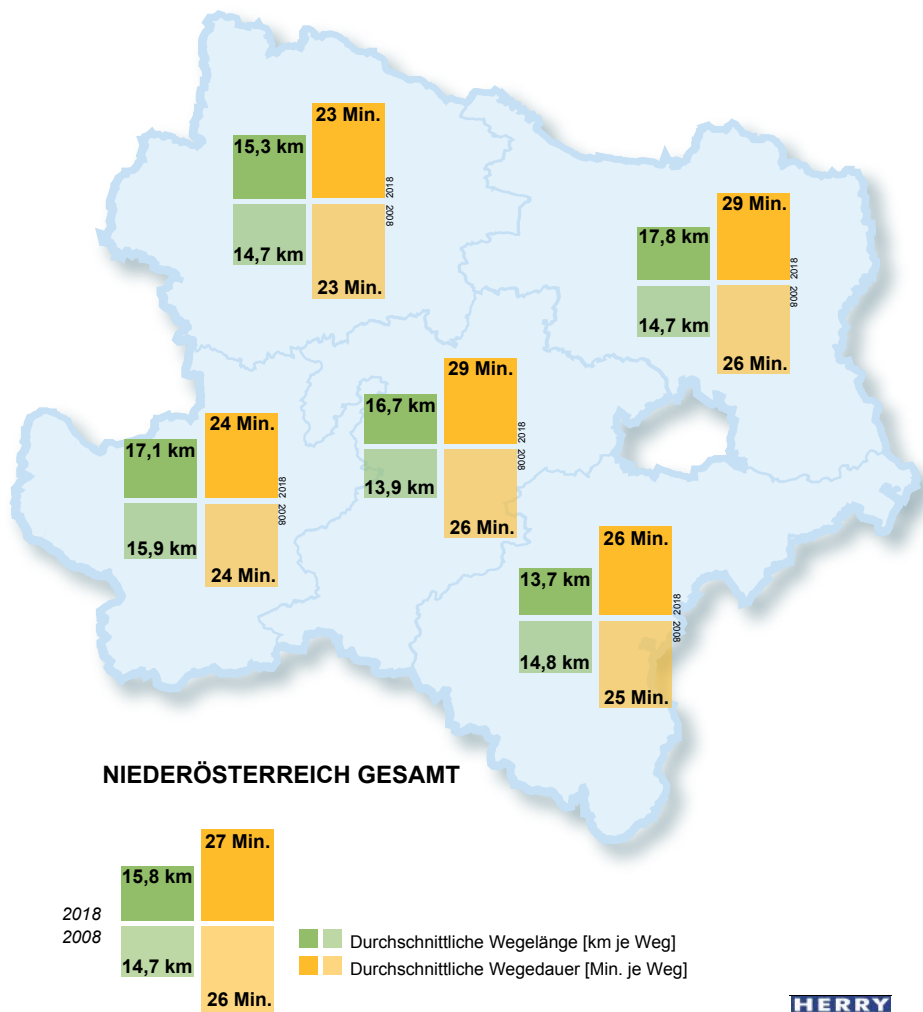 23 Min.
15,3 km
2018
2008
14,7 km
23 Min.
29 Min.
17,8 km
2018
2008
14,7 km
26 Min.
29 Min.
16,7 km
2018
2008
13,9 km
26 Min.
24 Min.
17,1 km
2018
2008
15,9 km
24 Min.
26 Min.
13,7 km
2018
2008
14,8 km
25 Min.
NIEDERÖSTERREICH GESAMT
27 Min.
15,8 km
2018
2008
14,7 km
26 Min.
Durchschnittliche Wegelänge [km je Weg]
Durchschnittliche Wegedauer [Min. je Weg]
HERRY